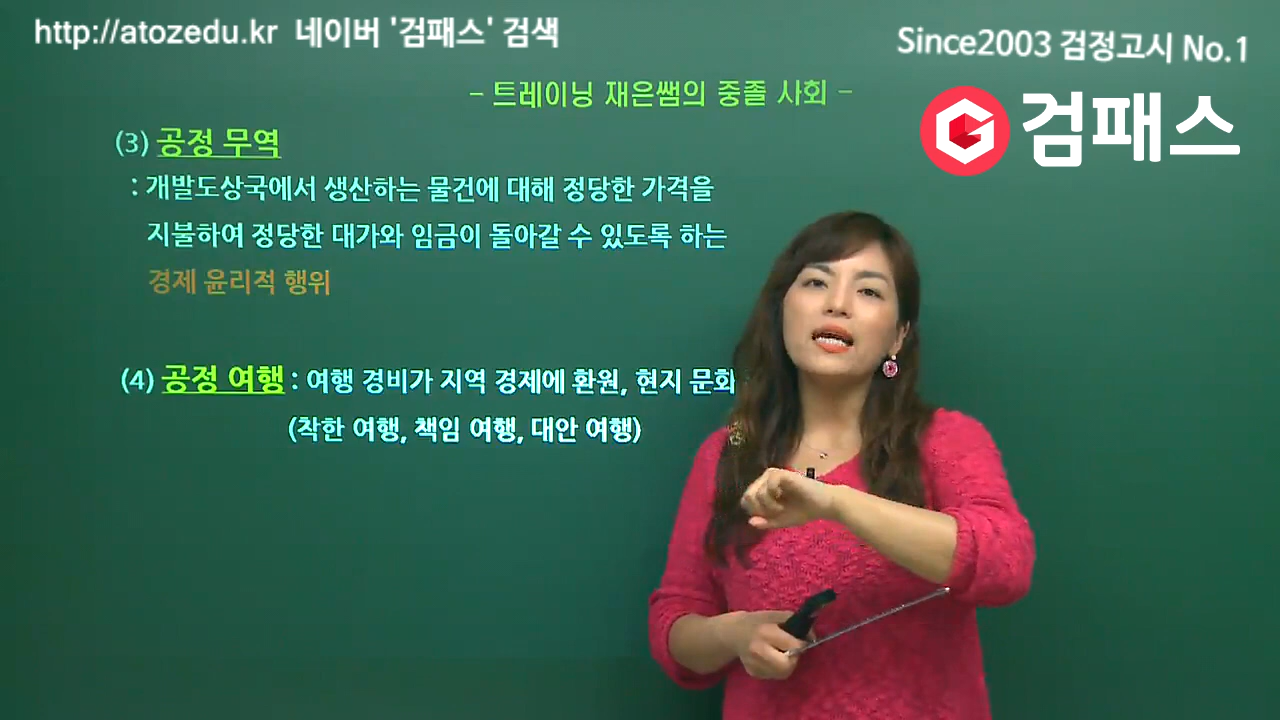 http://atozedu.kr 네이버 '검패스' 검색
Since2003 검정고시 No.1
검패스
- 트레이닝 재은쌤의 중졸 사회 -
(3) 공정 무역
: 개발도상국에서 생산하는 물건에 대해 정당한 가격을
지불하여 정당한 대가와 임금이 돌아갈 수 있도록 하는
경제 윤리적 행위
(4) 공정 여행 : 여행 경비가 지역 경제에 환원, 현지 문화
(착한 여행, 책임 여행, 대안 여행)